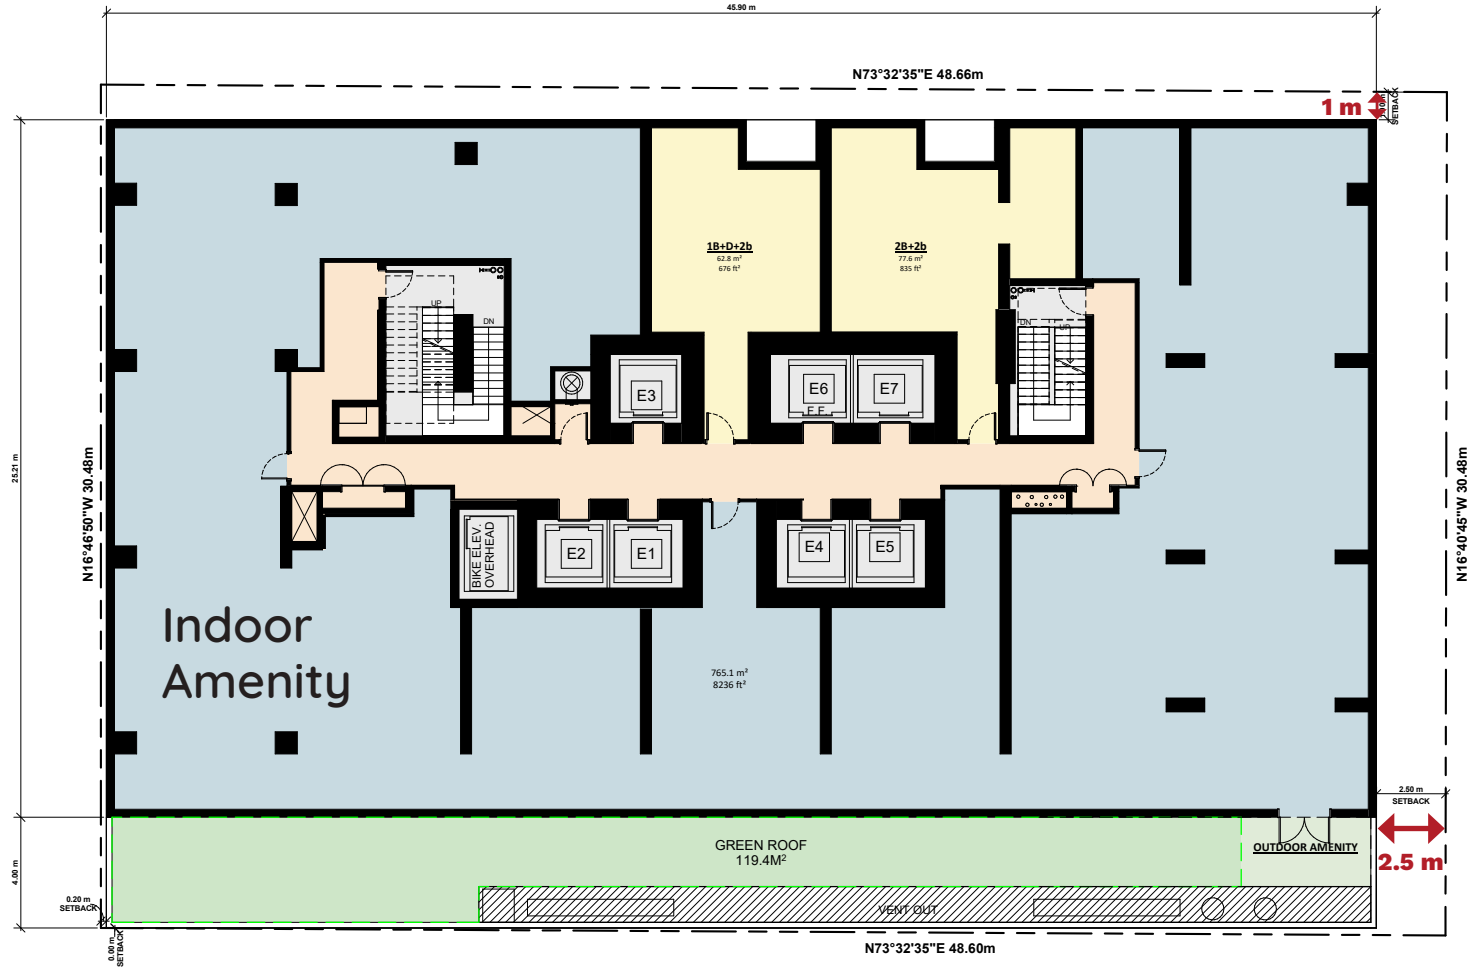 45.90 m
N73°32'35"E 48.66m
1 m
1.00 m
SETBACK
1B+D+2b
62.8 m²
676 ft²
2B+2b
77.6 m²
835 ft²
UP
DN
DN
UP
E3
E6
F.F.
E7
25.21 m
N16°46'50"W 30.48m
N16°40'45"W 30.48m
BIKE ELEV.
OVERHEAD
E2
E1
E4
E5
Indoor
Amenity
765.1 m²
8236 ft²
2.50 m
SETBACK
GREEN ROOF
119.4M²
OUTDOOR AMENITY
2.5 m
4.00 m
0.20 m
SETBACK
VENT OUT
0.00 m
SETBACK
N73°32'35"E 48.60m